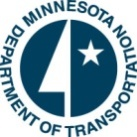 MINNESOTA
DEPARTMENT OF TRANSPORTATION